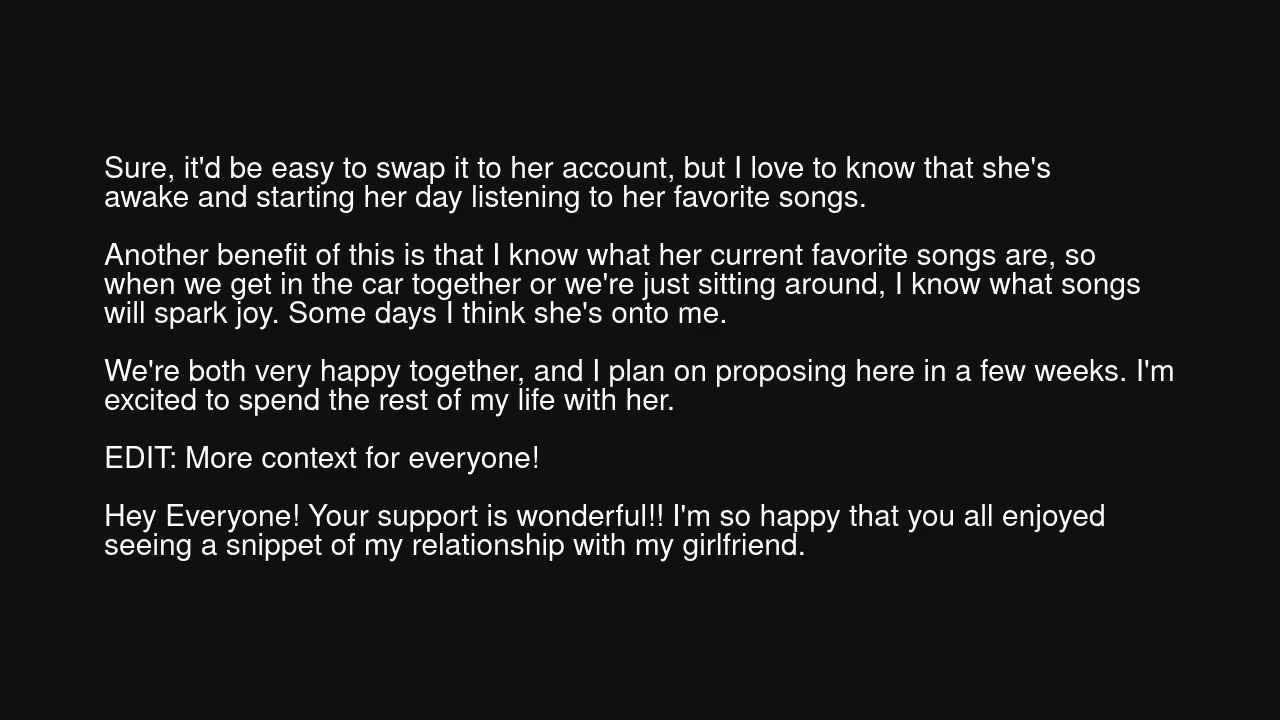 Sure, it'd be easy to swap it to her account, but I love to know that she's
awake and starting her day listening to her favorite songs.
Another benefit of this is that I know what her current favorite songs are, so
when we get in the car together or we're just sitting around, I know what songs
will spark joy. Some days I think she's onto me.
We're both very happy together, and I plan on proposing here in a few weeks. I'm
excited to spend the rest of my life with her.
EDIT: More context for everyone!
Hey Everyone! Your support is wonderful!! I'm so happy that you all enjoyed
seeing a snippet of my relationship with my girlfriend.